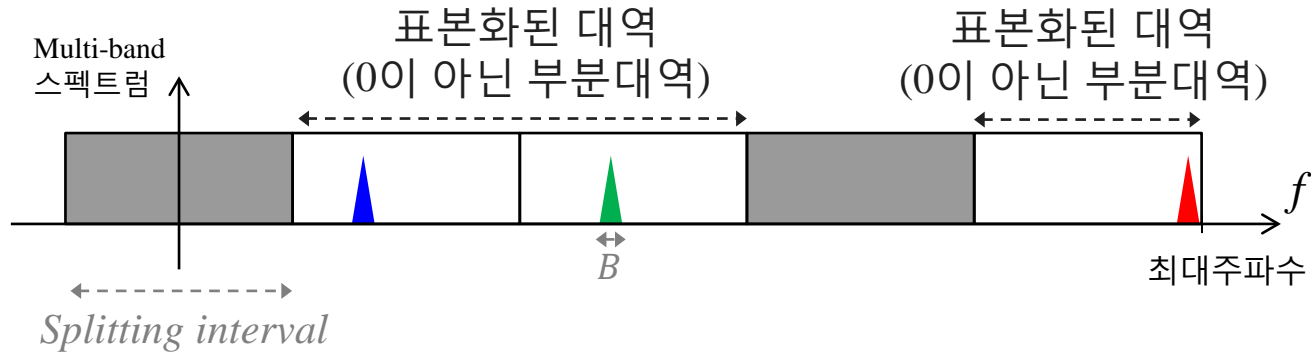 Multi-band
스펙트럼
표본화된 대역
(0이 아닌 부분대역)
표본화된 대역
(0이 아닌 부분대역)
f
B
최대주파수
Splitting interval